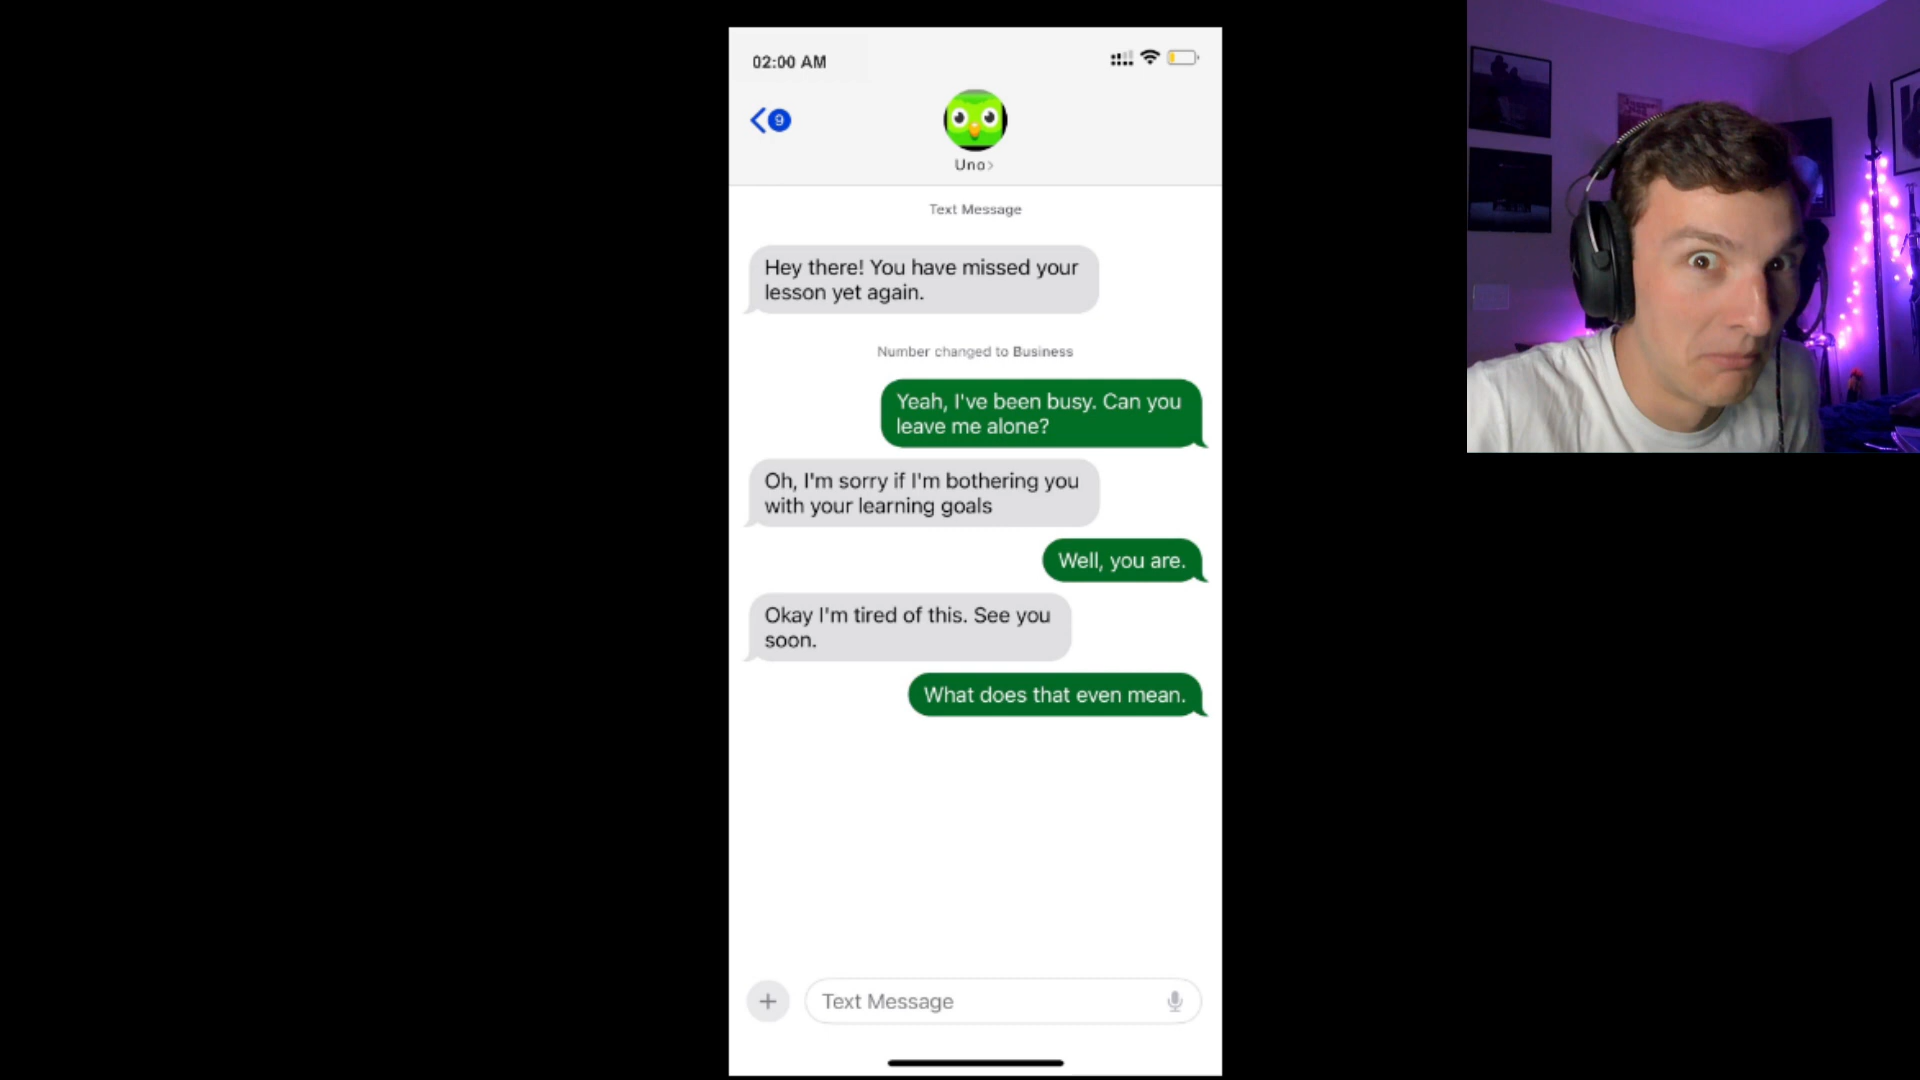 02:00 AM
9
Uno
Text Message
Hey there! You have missed your
lesson yet again.
Number changed to Business
Yeah, I've been busy. Can you
leave me alone?
Oh, I'm sorry if I'm bothering you
with your learning goals
Well, you are.
Okay I'm tired of this. See you
soon.
What does that even mean.
Text Message